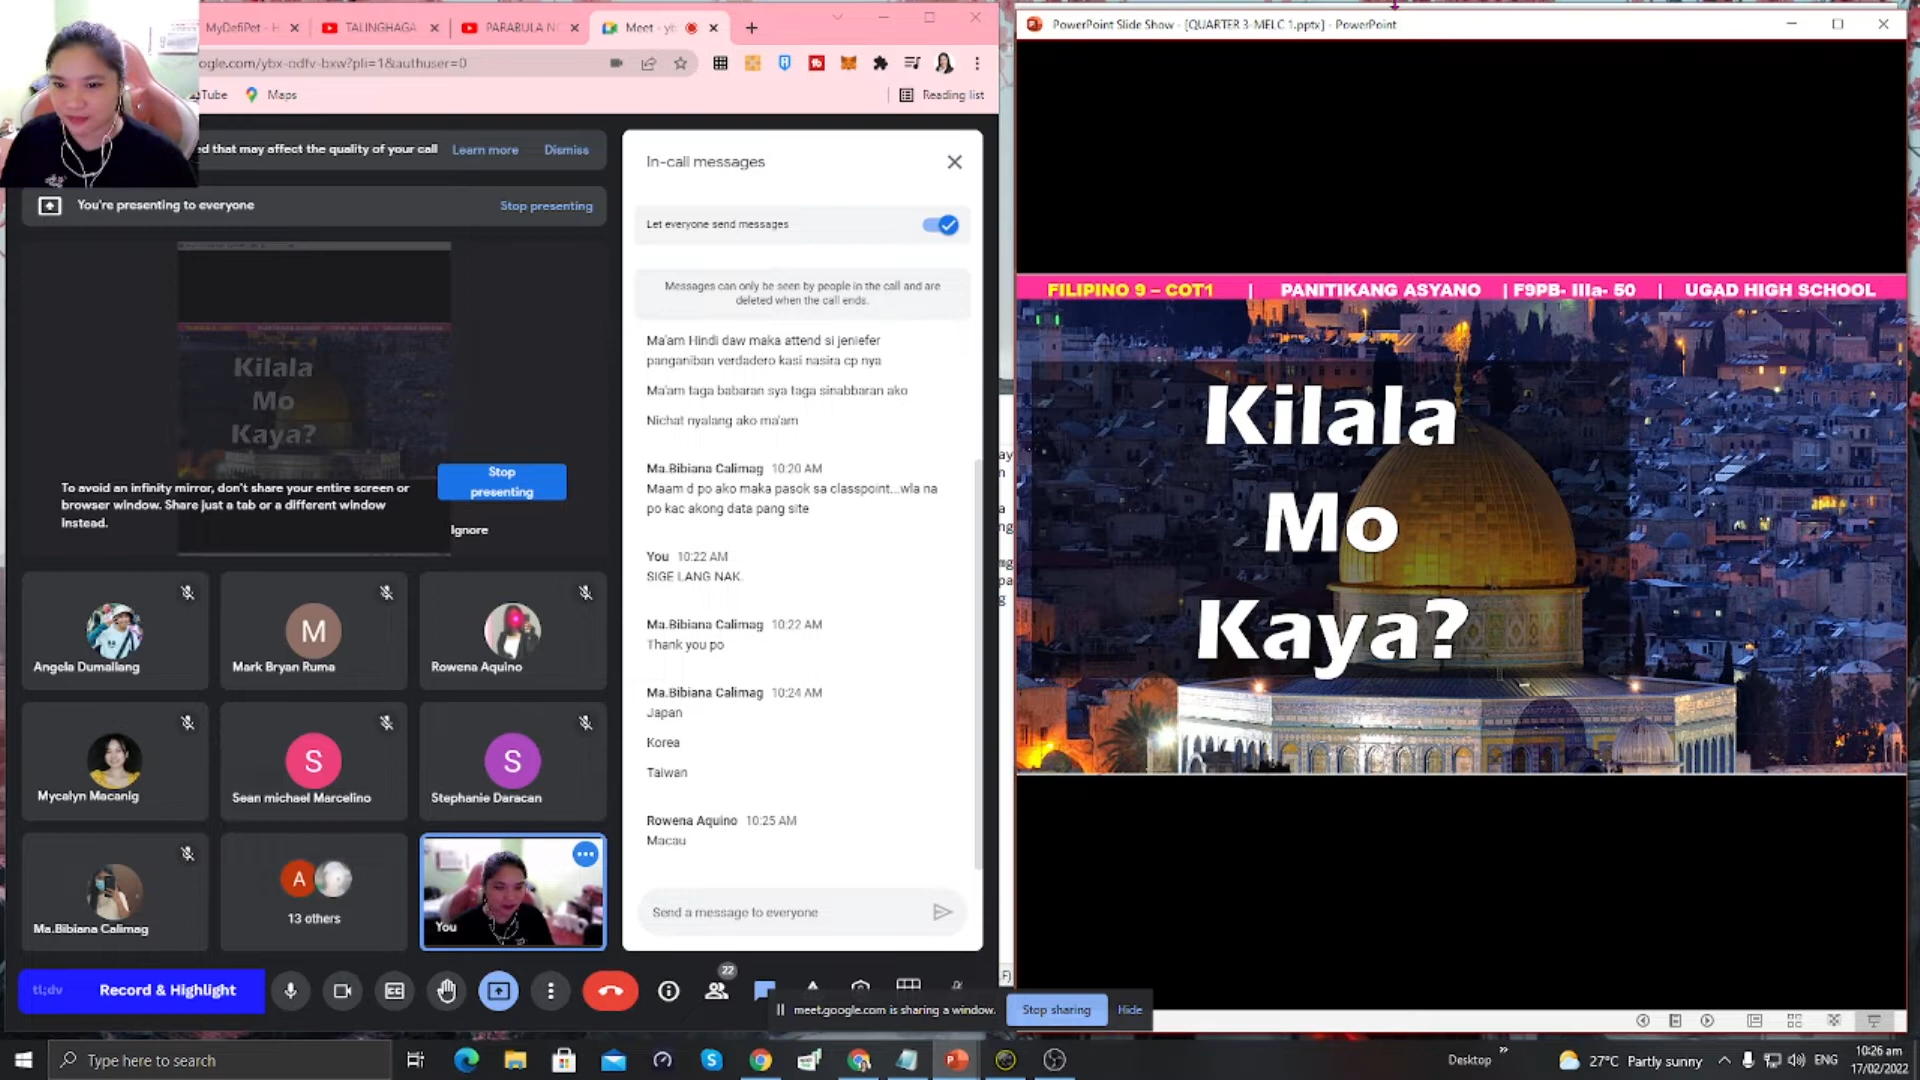 MyDefiPet - H
TALINGHAGA
PARABULA NG
Meet - yb
ogle.com/ybx-odfv-bxw?pli=1&authuser=0
Tube
Maps
Reading list
ed that may affect the quality of your call
Learn more
Dismiss
You're presenting to everyone
Stop presenting
Kilala
Mo
Kaya?
To avoid an infinity mirror, don't share your entire screen or
browser window. Share just a tab or a different window
instead.
Stop
presenting
Ignore
Angela Dumallang
M
Mark Bryan Ruma
Rowena Aquino
Mycalyn Macanig
S
Sean michael Marcelino
S
Stephanie Daracan
Ma.Bibiana Calimag
A
13 others
You
In-call messages
Let everyone send messages
Messages can only be seen by people in the call and are
deleted when the call ends.
Ma'am Hindi daw maka attend si jeniefer
panganiban verdadero kasi nasira cp nya
Ma'am taga babaran sya taga sinabbaran ako
Nichat nyalang ako ma'am
Ma.Bibiana Calimag 10:20 AM
Maam d po ako maka pasok sa classpoint...wla na
po kac akong data pang site
You 10:22 AM
SIGE LANG NAK.
Ma.Bibiana Calimag 10:22 AM
Thank you po
Ma.Bibiana Calimag 10:24 AM
Japan
Korea
Taiwan
Rowena Aquino 10:25 AM
Macau
Send a message to everyone
tl;dv
Record & Highlight
22
meet.google.com is sharing a window.
Stop sharing
Hide
PowerPoint Slide Show - [QUARTER 3-MELC 1.pptx] - PowerPoint
FILIPINO 9 – COT1 | PANITIKANG ASYANO | F9PB- IIIa- 50 | UGAD HIGH SCHOOL
Kilala
Mo
Kaya?
Type here to search
Desktop
27°C Partly sunny
ENG
10:26 am
17/02/2022